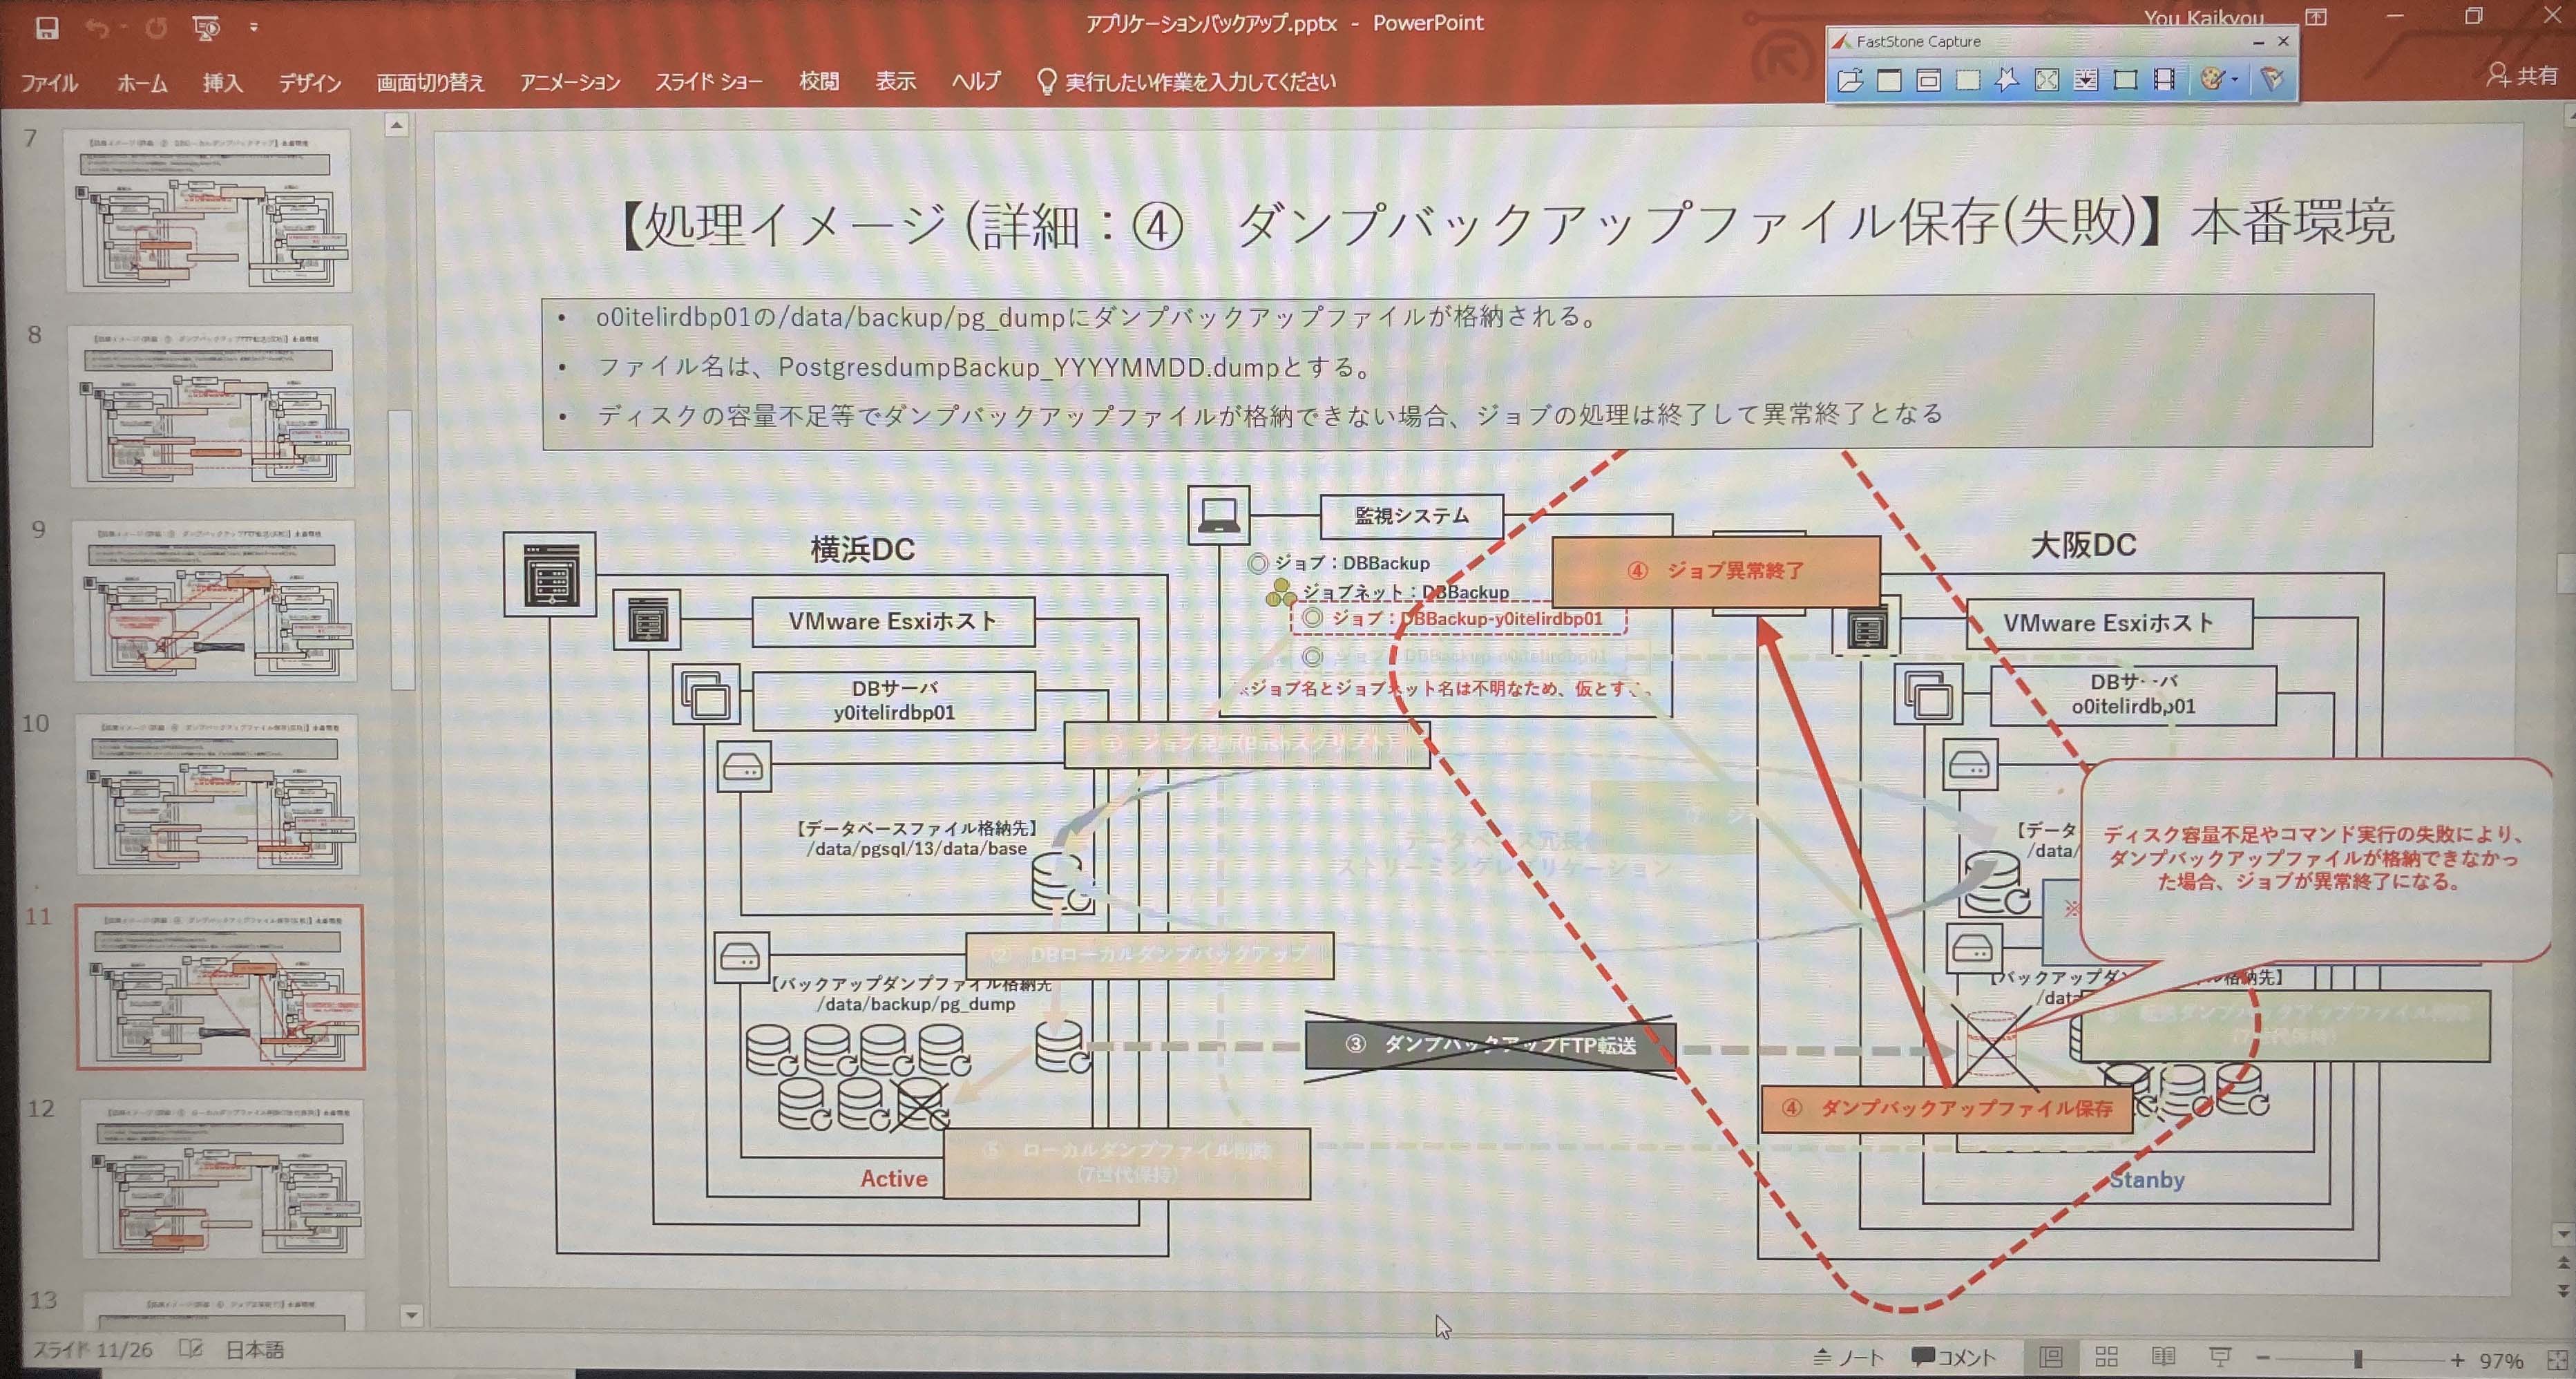 アプリケーションバックアップ.pptx - PowerPoint
You Kaikyou
FastStone Capture
ファイル
ホーム
挿入
デザイン
画面切り替え
アニメーション
スライド ショー
校閲
表示
ヘルプ
実行したい作業を入力してください
共有
7
8
9
10
11
12
13
【処理イメージ (詳細：④　ダンプバックアップファイル保存(失敗)】本番環境
• o0itelirdbp01の/data/backup/pg_dumpにダンプバックアップファイルが格納される。
• ファイル名は、PostgresdumpBackup_YYYYMMDD.dumpとする。
• ディスクの容量不足等でダンプバックアップファイルが格納できない場合、ジョブの処理は終了して異常終了となる
監視システム
ジョブ：DBBackup
ジョブネット：DBBackup
ジョブ：DBBackup-y0itelirdbp01
ジョブ：DBBackup-o0itelirdbp01
※ジョブ名とジョブネット名は不明なため、仮とする。
④　ジョブ異常終了
横浜DC
VMware Esxiホスト
DBサーバ
y0itelirdbp01
①　ジョブ発動(Bushスクリプト)
【データベースファイル格納先】
/data/pgsql/13/data/base
②　DBローカルダンプバックアップ
【バックアップダンプファイル格納先
/data/backup/pg_dump
⑤　ローカルダンプファイル削除
(7世代保持)
Active
ストリーミングレプリケーション
③　ダンプバックアップFTP転送
大阪DC
VMware Esxiホスト
DBサーバ
o0itelirdbp01
【データ
/data/
※
ディスク容量不足やコマンド実行の失敗により、
ダンプバックアップファイルが格納できなかっ
た場合、ジョブが異常終了になる。
【バックアップダン
格納先】
/data
(7世代保持)
④　ダンプバックアップファイル保存
Stanby
スライド 11/26
日本語
ノート
コメント
97%